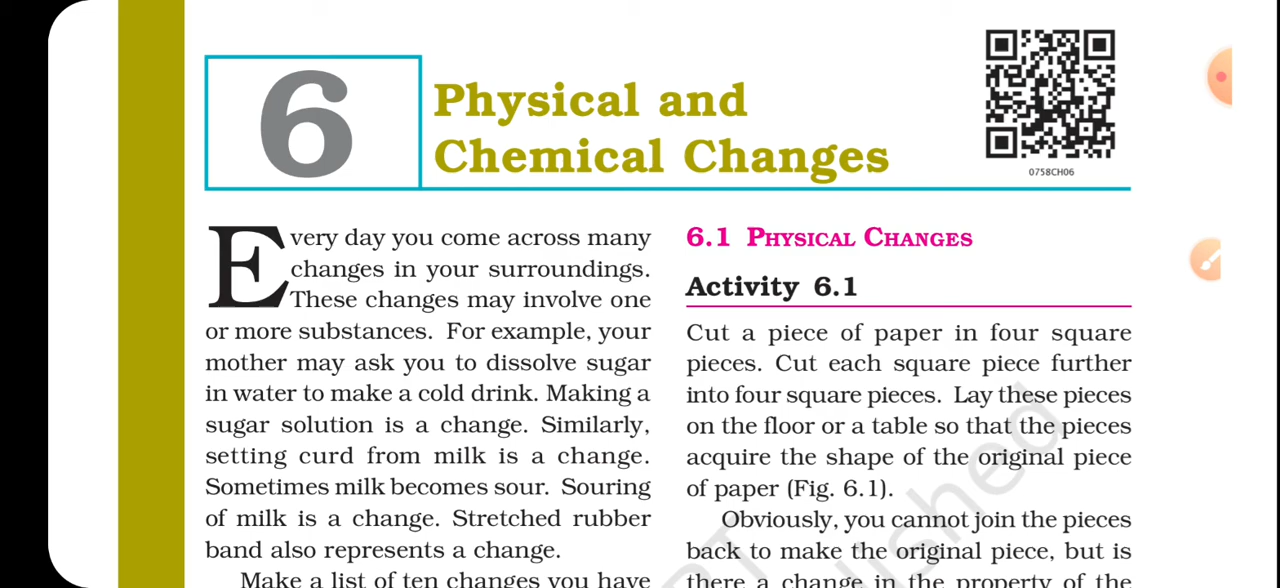 6
Physical and
Chemical Changes
0758CH06
Every day you come across many
changes in your surroundings.
These changes may involve one
or more substances. For example, your
mother may ask you to dissolve sugar
in water to make a cold drink. Making a
sugar solution is a change. Similarly,
setting curd from milk is a change.
Sometimes milk becomes sour. Souring
of milk is a change. Stretched rubber
band also represents a change.
Make a list of ten changes you have
6.1 PHYSICAL CHANGES
Activity 6.1
Cut a piece of paper in four square
pieces. Cut each square piece further
into four square pieces. Lay these pieces
on the floor or a table so that the pieces
acquire the shape of the original piece
of paper (Fig. 6.1).
Obviously, you cannot join the pieces
back to make the original piece, but is
there a change in the property of the